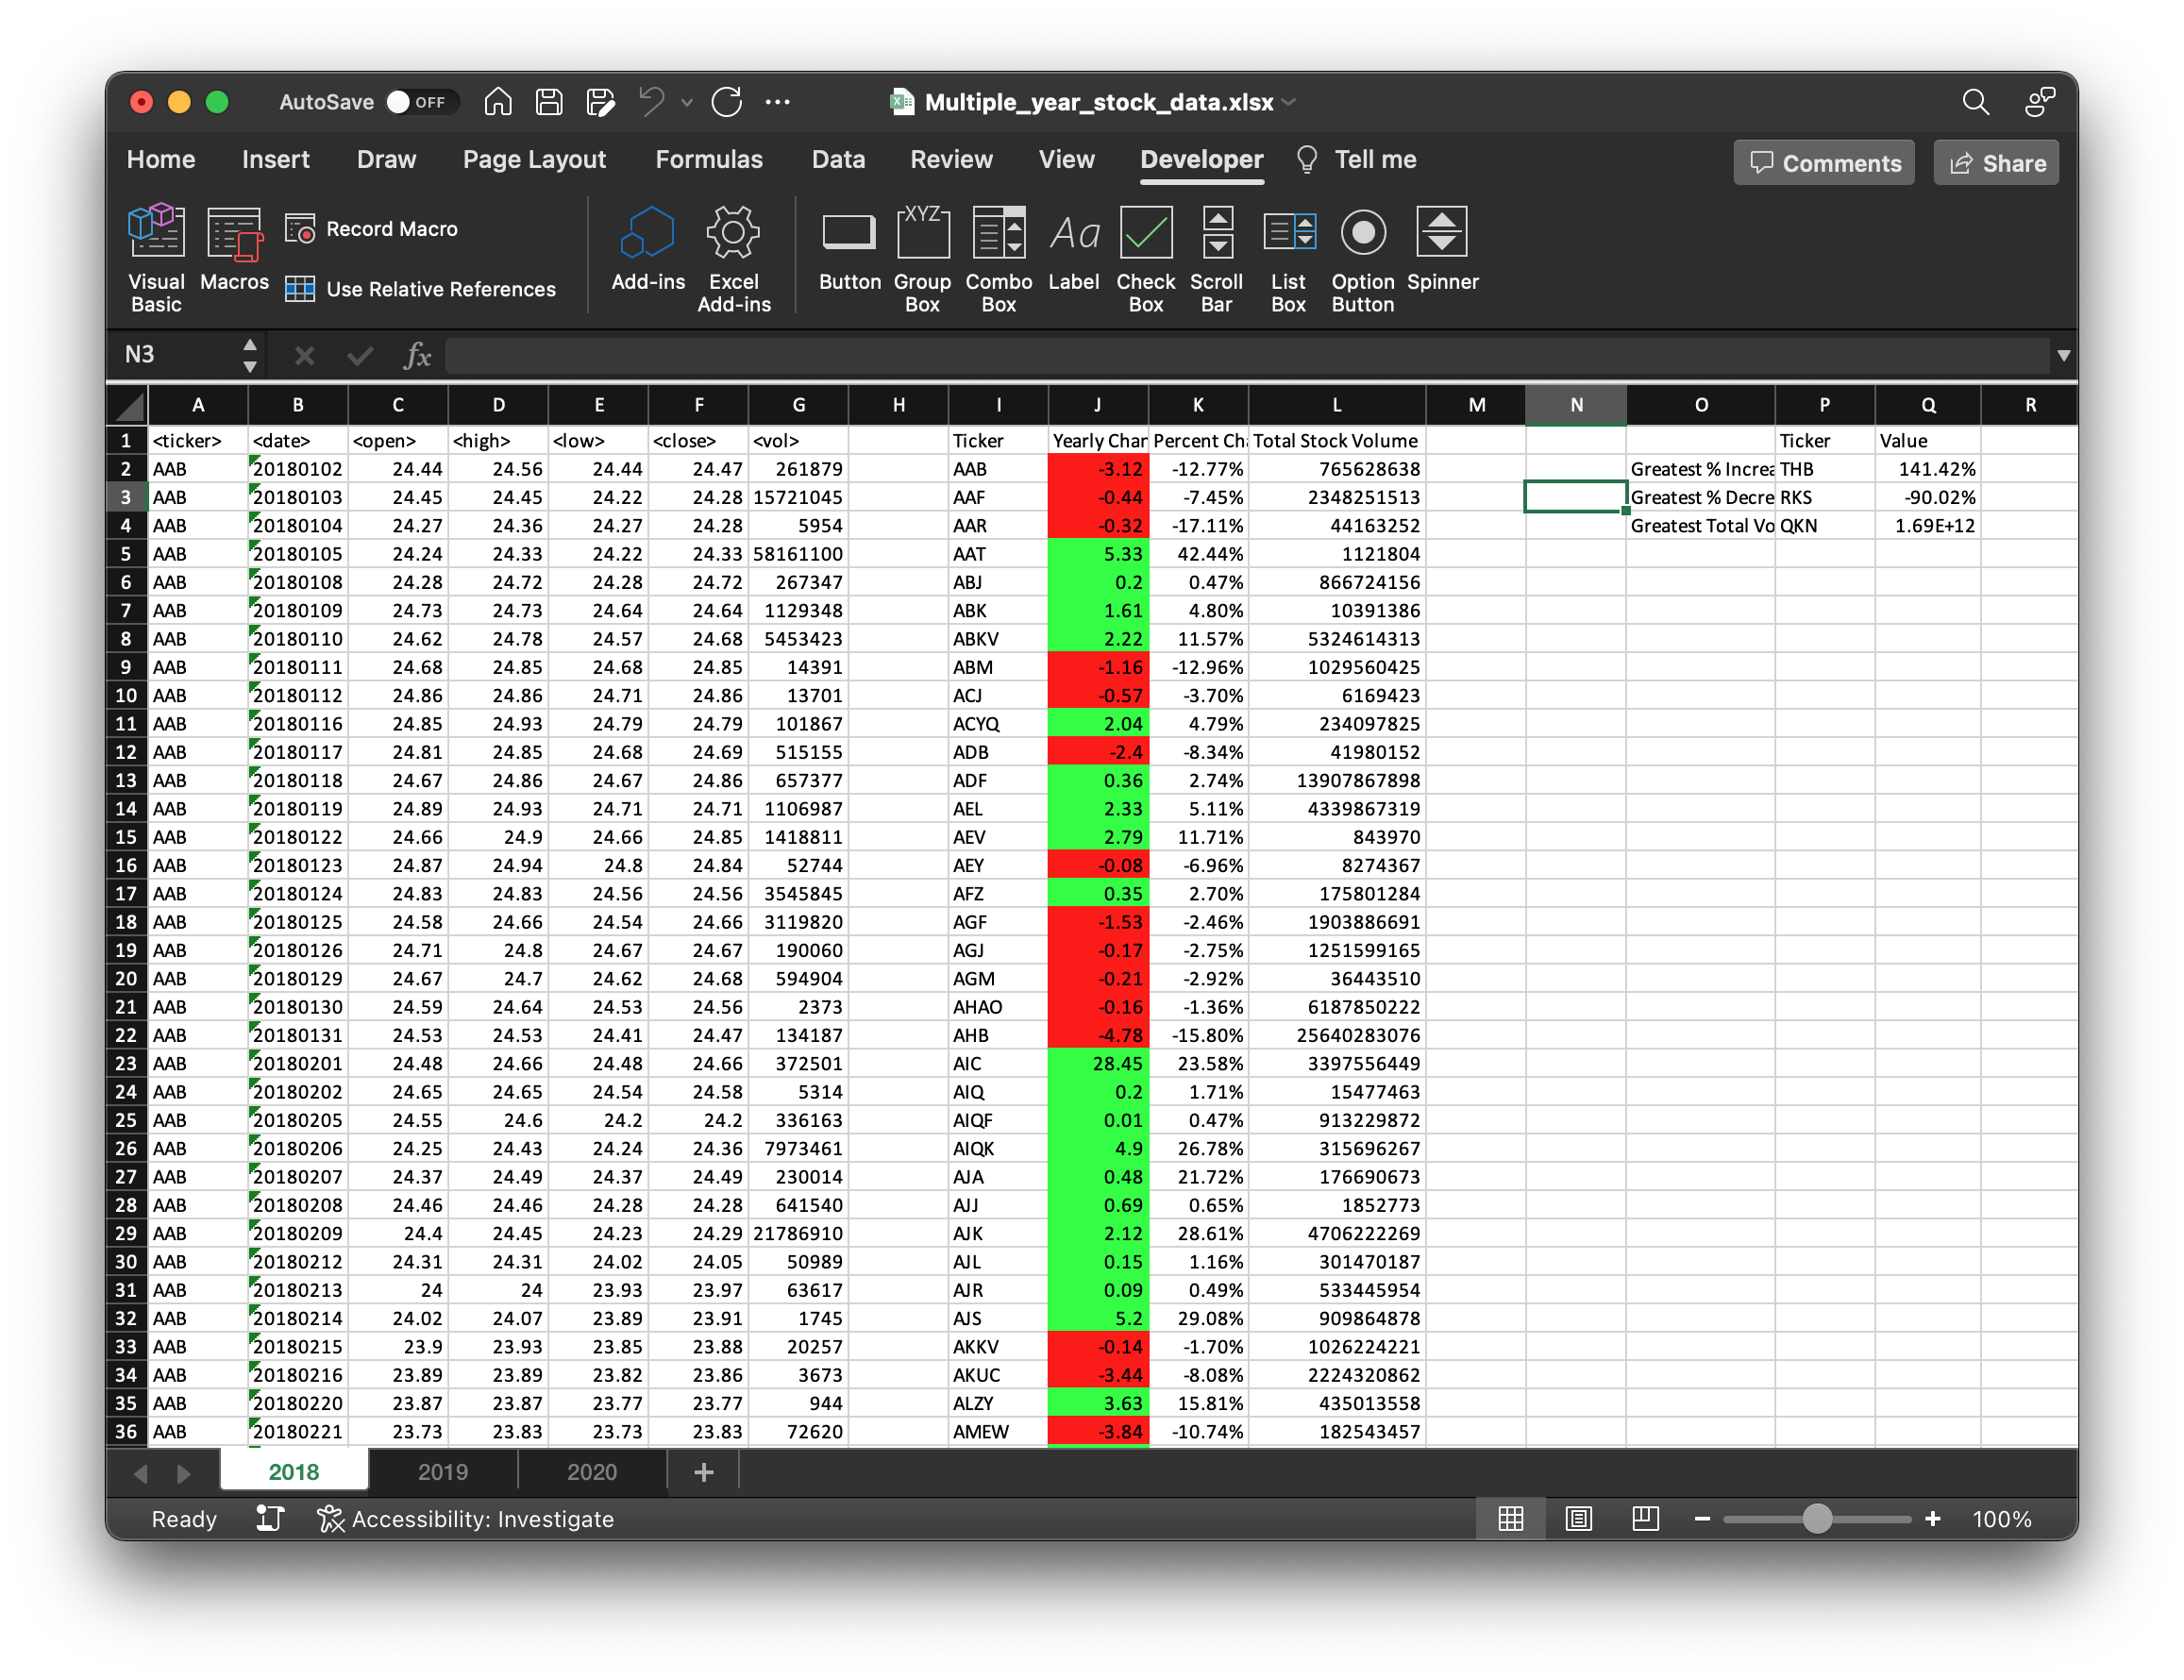 AutoSave OFF Multiple_year_stock_data.xlsx
Home Insert Draw Page Layout Formulas Data Review View Developer Tell me Comments Share
Visual Basic Macros Record Macro Use Relative References Add-ins Excel Add-ins XYZ Aa Button Group Box Combo Box Label Check Box Scroll Bar List Box Option Button Spinner
N3 fx
A B C D E F G H I J K L M N O P Q R
1 <ticker> <date> <open> <high> <low> <close> <vol> Ticker Yearly Char Percent Cha Total Stock Volume Ticker Value
2 AAB 20180102 24.44 24.56 24.44 24.47 261879 AAB -3.12 -12.77% 765628638 Greatest % Increa THB 141.42%
3 AAB 20180103 24.45 24.45 24.22 24.28 15721045 AAF -0.44 -7.45% 2348251513 Greatest % Decre RKS -90.02%
4 AAB 20180104 24.27 24.36 24.27 24.28 5954 AAR -0.32 -17.11% 44163252 Greatest Total Vo QKN 1.69E+12
5 AAB 20180105 24.24 24.33 24.22 24.33 58161100 AAT 5.33 42.44% 1121804
6 AAB 20180108 24.28 24.72 24.28 24.72 267347 ABJ 0.2 0.47% 866724156
7 AAB 20180109 24.73 24.73 24.64 24.64 1129348 ABK 1.61 4.80% 10391386
8 AAB 20180110 24.62 24.78 24.57 24.68 5453423 ABKV 2.22 11.57% 5324614313
9 AAB 20180111 24.68 24.85 24.68 24.85 14391 ABM -1.16 -12.96% 1029560425
10 AAB 20180112 24.86 24.86 24.71 24.86 13701 ACJ -0.57 -3.70% 6169423
11 AAB 20180116 24.85 24.93 24.79 24.79 101867 ACYQ 2.04 4.79% 234097825
12 AAB 20180117 24.81 24.85 24.68 24.69 515155 ADB -2.4 -8.34% 41980152
13 AAB 20180118 24.67 24.86 24.67 24.86 657377 ADF 0.36 2.74% 13907867898
14 AAB 20180119 24.89 24.93 24.71 24.71 1106987 AEL 2.33 5.11% 4339867319
15 AAB 20180122 24.66 24.9 24.66 24.85 1418811 AEV 2.79 11.71% 843970
16 AAB 20180123 24.87 24.94 24.8 24.84 52744 AEY -0.08 -6.96% 8274367
17 AAB 20180124 24.83 24.83 24.56 24.56 3545845 AFZ 0.35 2.70% 175801284
18 AAB 20180125 24.58 24.66 24.54 24.66 3119820 AGF -1.53 -2.46% 1903886691
19 AAB 20180126 24.71 24.8 24.67 24.67 190060 AGJ -0.17 -2.75% 1251599165
20 AAB 20180129 24.67 24.7 24.62 24.68 594904 AGM -0.21 -2.92% 36443510
21 AAB 20180130 24.59 24.64 24.53 24.56 2373 AHAO -0.16 -1.36% 6187850222
22 AAB 20180131 24.53 24.53 24.41 24.47 134187 AHB -4.78 -15.80% 25640283076
23 AAB 20180201 24.48 24.66 24.48 24.66 372501 AIC 28.45 23.58% 3397556449
24 AAB 20180202 24.65 24.65 24.54 24.58 5314 AIQ 0.2 1.71% 15477463
25 AAB 20180205 24.55 24.6 24.2 24.2 336163 AIQF 0.01 0.47% 913229872
26 AAB 20180206 24.25 24.43 24.24 24.36 7973461 AIQK 4.9 26.78% 315696267
27 AAB 20180207 24.37 24.49 24.37 24.49 230014 AJA 0.48 21.72% 176690673
28 AAB 20180208 24.46 24.46 24.28 24.28 641540 AJJ 0.69 0.65% 1852773
29 AAB 20180209 24.4 24.45 24.23 24.29 21786910 AJK 2.12 28.61% 4706222269
30 AAB 20180212 24.31 24.31 24.02 24.05 50989 AJL 0.15 1.16% 301470187
31 AAB 20180213 24 24 23.93 23.97 63617 AJR 0.09 0.49% 533445954
32 AAB 20180214 24.02 24.07 23.89 23.91 1745 AJS 5.2 29.08% 909864878
33 AAB 20180215 23.9 23.93 23.85 23.88 20257 AKKV -0.14 -1.70% 1026224221
34 AAB 20180216 23.89 23.89 23.82 23.86 3673 AKUC -3.44 -8.08% 2224320862
35 AAB 20180220 23.87 23.87 23.77 23.77 944 ALZY 3.63 15.81% 435013558
36 AAB 20180221 23.73 23.83 23.73 23.83 72620 AMEW -3.84 -10.74% 182543457
2018 2019 2020 +
Ready Accessibility: Investigate 100%